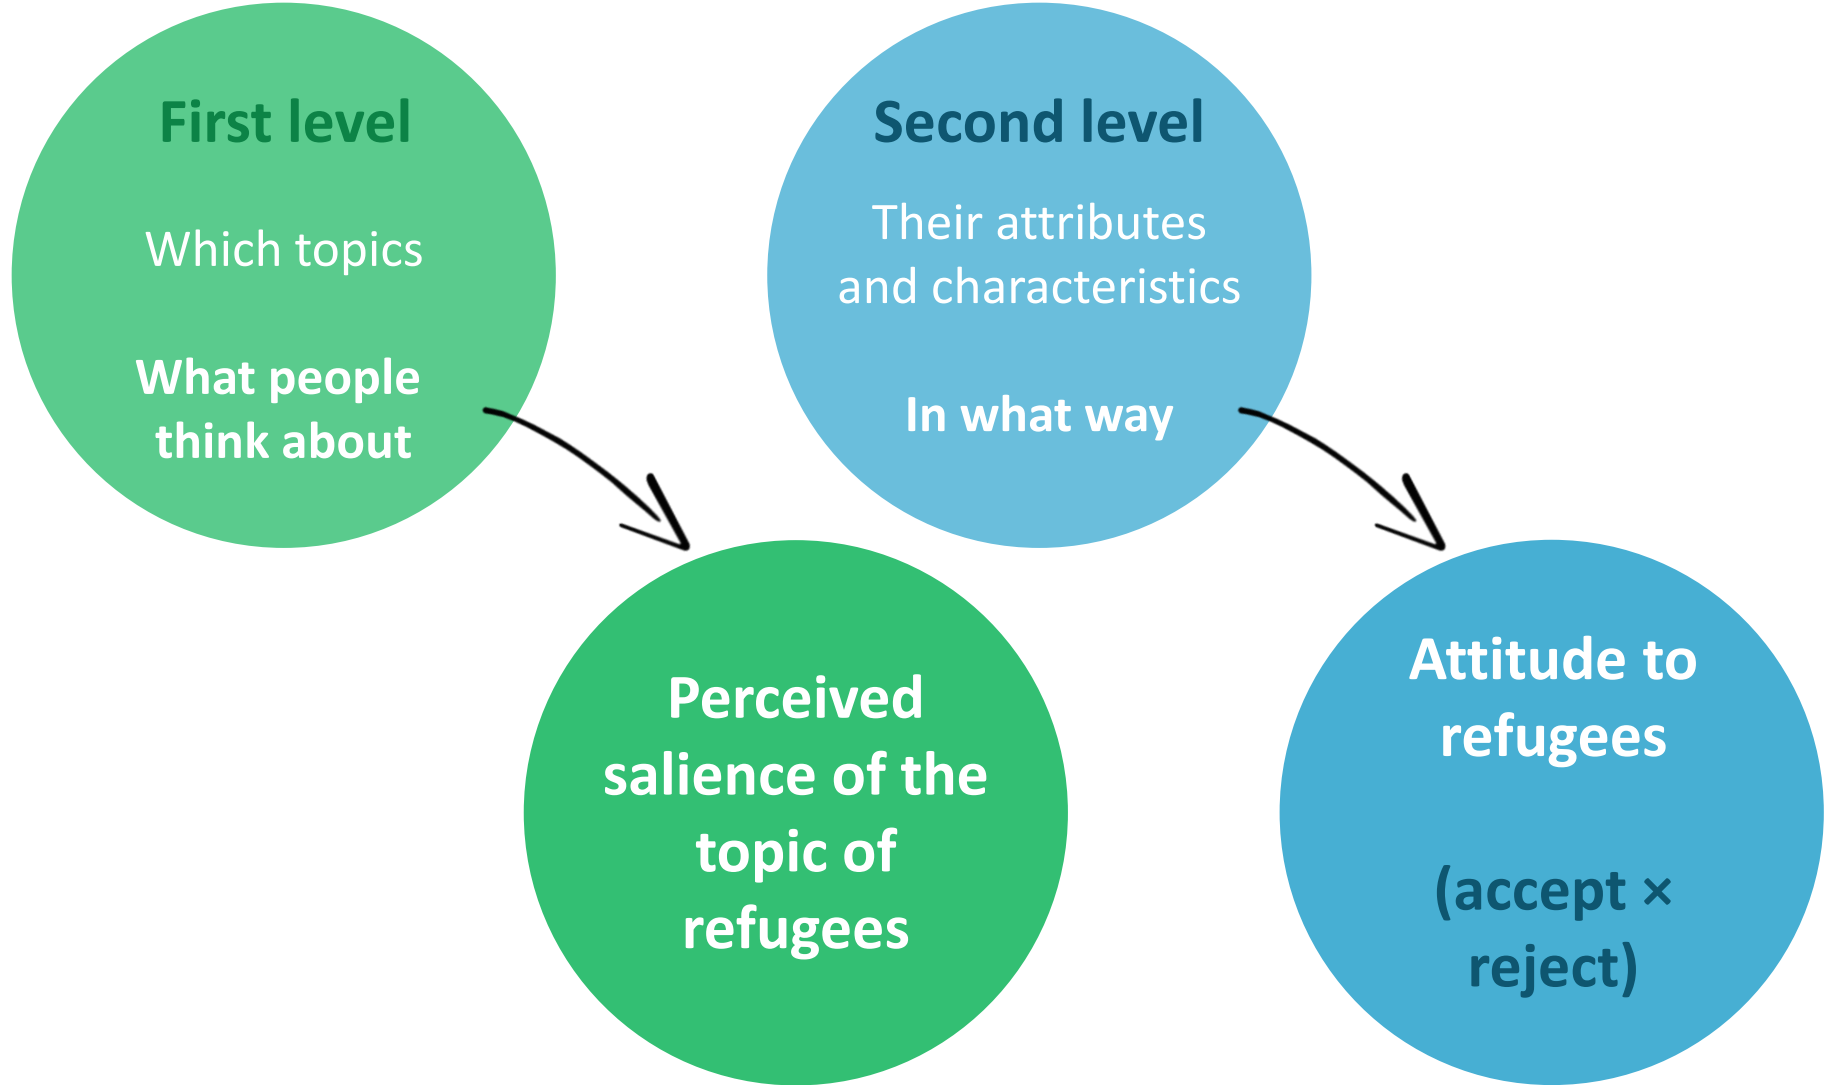 First level
Which topics
What people
think about
Second level
Their attributes
and characteristics
In what way
Perceived
salience of the
topic of
refugees
Attitude to
refugees
(accept ×
reject)